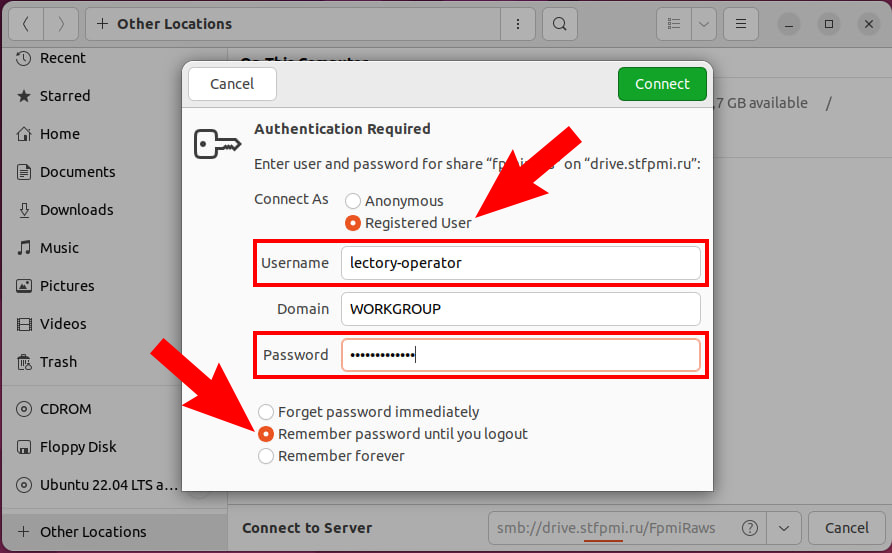 Other Locations
Recent
Starred
Home
Documents
Downloads
Music
Pictures
Videos
Trash
CDROM
Floppy Disk
Ubuntu 22.04 LTS a…
Other Locations
On This Computer
,7 GB available /
Cancel
Connect
Authentication Required
Enter user and password for share on “drive.stfpmi.ru”:
Connect As
Anonymous
Registered User
Username lectory-operator
Domain WORKGROUP
Password •••••••••••••
Forget password immediately
Remember password until you logout
Remember forever
Connect to Server smb://drive.stfpmi.ru/FpmiRaws Cancel